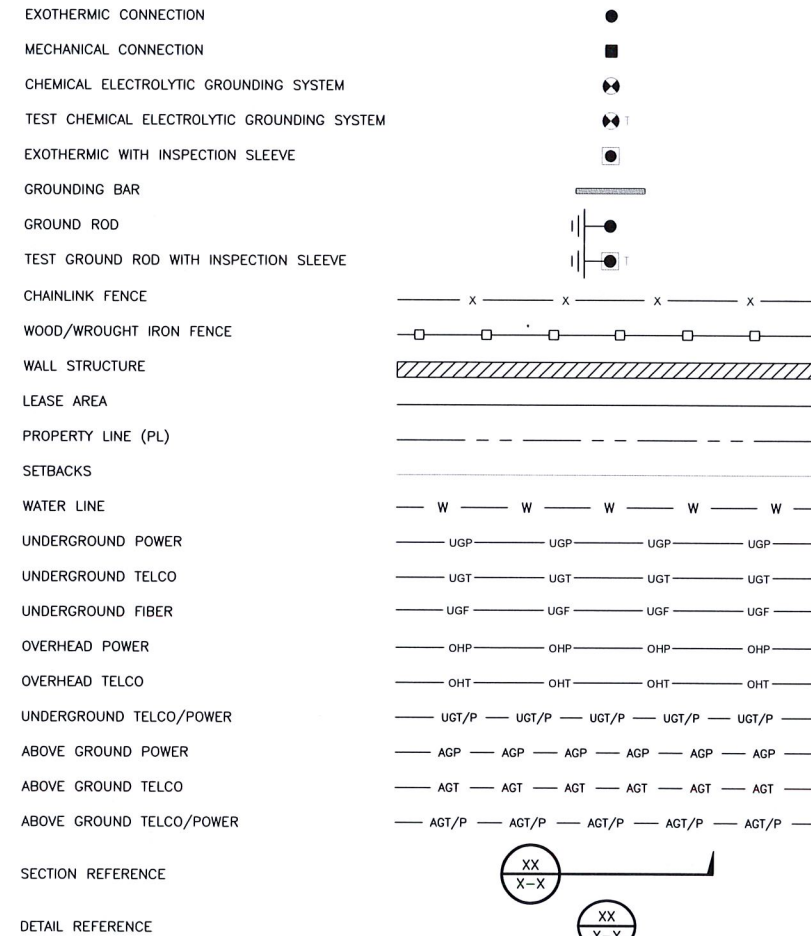 EXOTHERMIC CONNECTION
MECHANICAL CONNECTION
CHEMICAL ELECTROLYTIC GROUNDING SYSTEM
TEST CHEMICAL ELECTROLYTIC GROUNDING SYSTEM T
EXOTHERMIC WITH INSPECTION SLEEVE
GROUNDING BAR
GROUND ROD
TEST GROUND ROD WITH INSPECTION SLEEVE T
CHAINLINK FENCE X X X X
WOOD/WROUGHT IRON FENCE
WALL STRUCTURE
LEASE AREA
PROPERTY LINE (PL)
SETBACKS
WATER LINE W W W W W
UNDERGROUND POWER UGP UGP UGP UGP
UNDERGROUND TELCO UGT UGT UGT UGT
UNDERGROUND FIBER UGF UGF UGF UGF
OVERHEAD POWER OHP OHP OHP OHP
OVERHEAD TELCO OHT OHT OHT OHT
UNDERGROUND TELCO/POWER UGT/P UGT/P UGT/P UGT/P UGT/P
ABOVE GROUND POWER AGP AGP AGP AGP AGP AGP
ABOVE GROUND TELCO AGT AGT AGT AGT AGT AGT
ABOVE GROUND TELCO/POWER AGT/P AGT/P AGT/P AGT/P AGT/P
XX
SECTION REFERENCE
X-X
XX
DETAIL REFERENCE
X-X